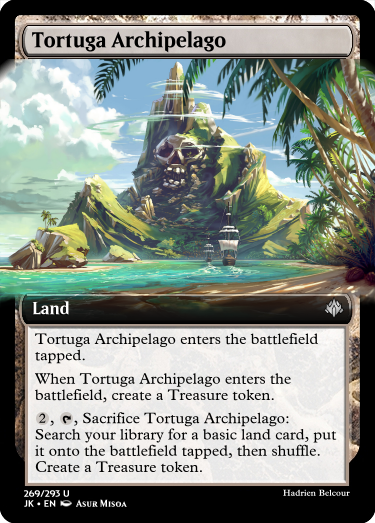 Tortuga Archipelago
Land
Tortuga Archipelago enters the battlefield
tapped.
When Tortuga Archipelago enters the
battlefield, create a Treasure token.
2, , Sacrifice Tortuga Archipelago:
Search your library for a basic land card, put
it onto the battlefield tapped, then shuffle.
Create a Treasure token.
269/293 U
JK • EN Asur Misoa
Hadrien Belcour